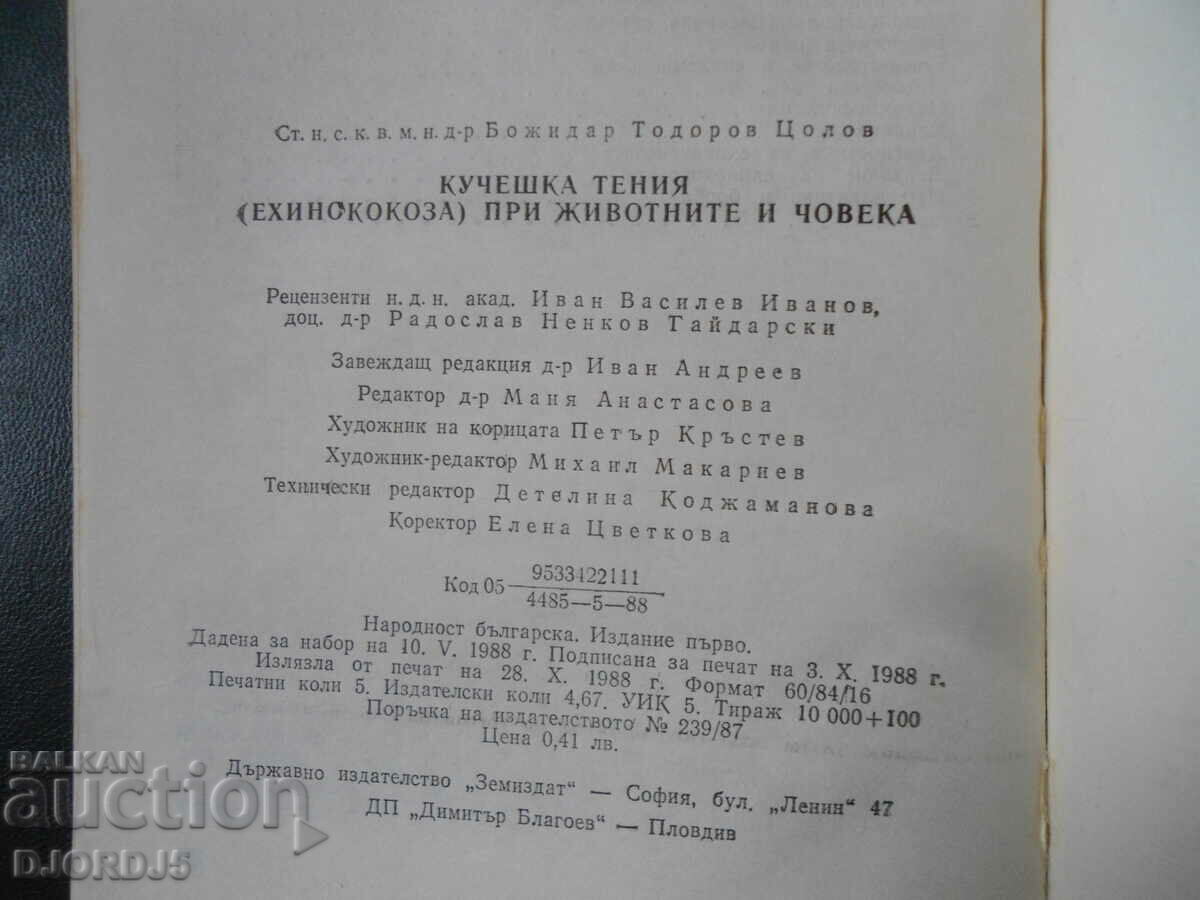 Ст. н. с. к. в. м. н. д-р Божидар Тодоров Цолов
КУЧЕШКА ТЕНИЯ
(ЕХИНОКОКОЗА) ПРИ ЖИВОТНИТЕ И ЧОВЕКА
Рецензенти н. д. н. акад. Иван Василев Иванов,
доц. д-р Радослав Ненков Тайдарски
Завеждащ редакция д-р Иван Андреев
Редактор д-р Маня Анастасова
Художник на корицата Петър Кръстев
Художник-редактор Михаил Макариев
Технически редактор Детелина Коджаманова
Коректор Елена Цветкова
Код 05 9533422111
4485—5—88
Народност българска. Издание първо.
Дадена за набор на 10. V. 1988 г. Подписана за печат на 3. X. 1988 г.
Излязла от печат на 28. X. 1988 г. Формат 60/84/16
Печатни коли 5. Издателски коли 4,67. УИК 5. Тираж 10 000+100
Поръчка на издателството № 239/87
Цена 0,41 лв.
Държавно издателство „Земиздат“ — София, бул. „Ленин“ 47
ДП „Димитър Благоев“ — Пловдив
BALKAN
auction
DJORDJ5